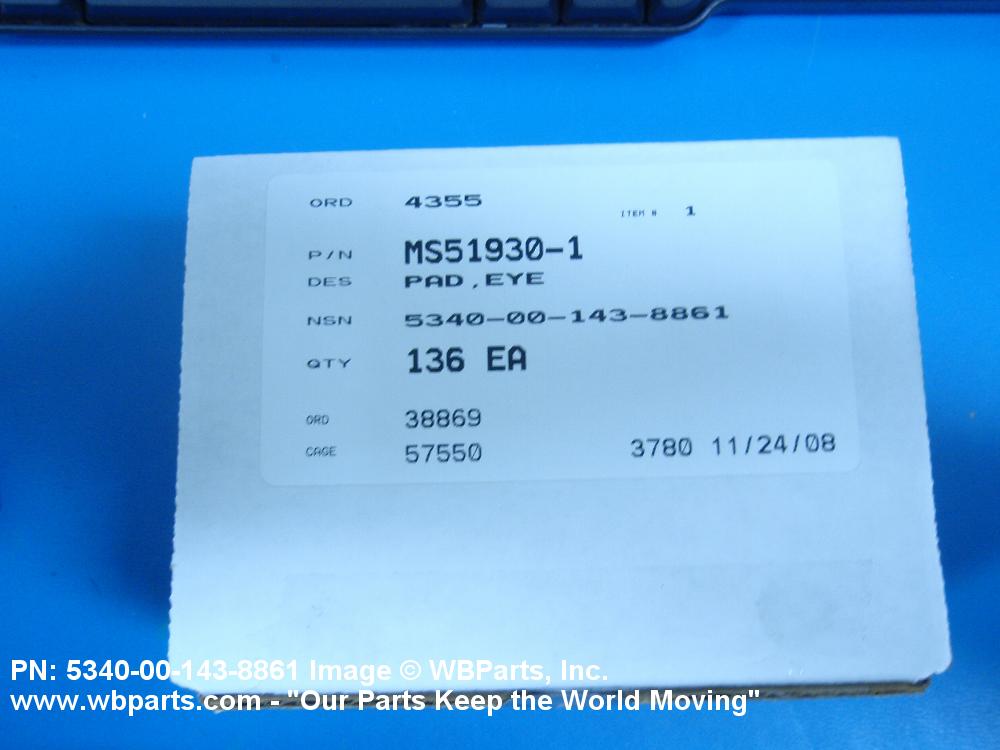 ORD 4355
ITEM # 1
P/N MS51930-1
DES PAD,EYE
NSN 5340-00-143-8861
QTY 136 EA
ORD 38869
CAGE 57550 3780 11/24/08
PN: 5340-00-143-8861 Image © WBParts, Inc.
www.wbparts.com - "Our Parts Keep the World Moving"